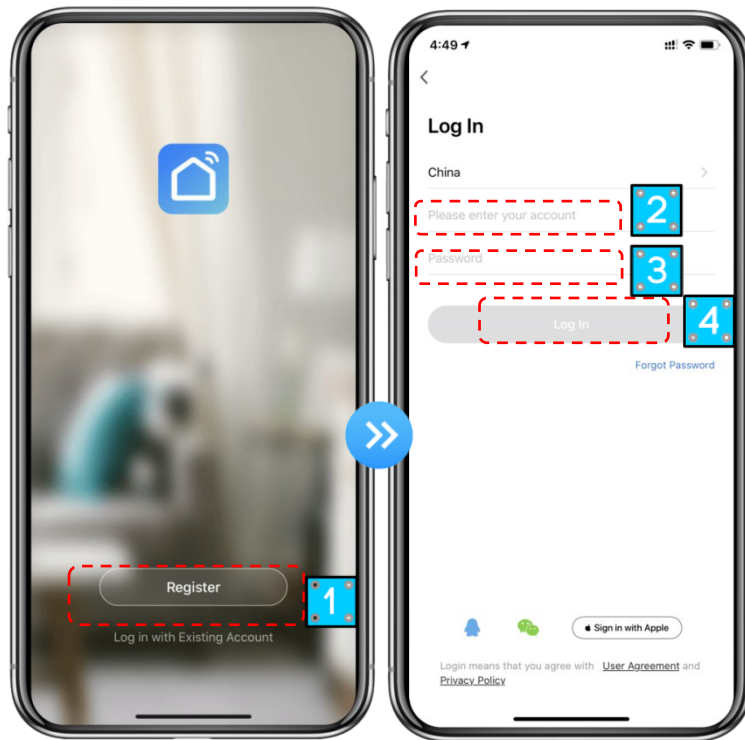 Register
1
Log in with Existing Account
4:49
Log In
China
Please enter your account
2
Password
3
Log In
4
Forgot Password
Sign in with Apple
Login means that you agree with User Agreement and
Privacy Policy